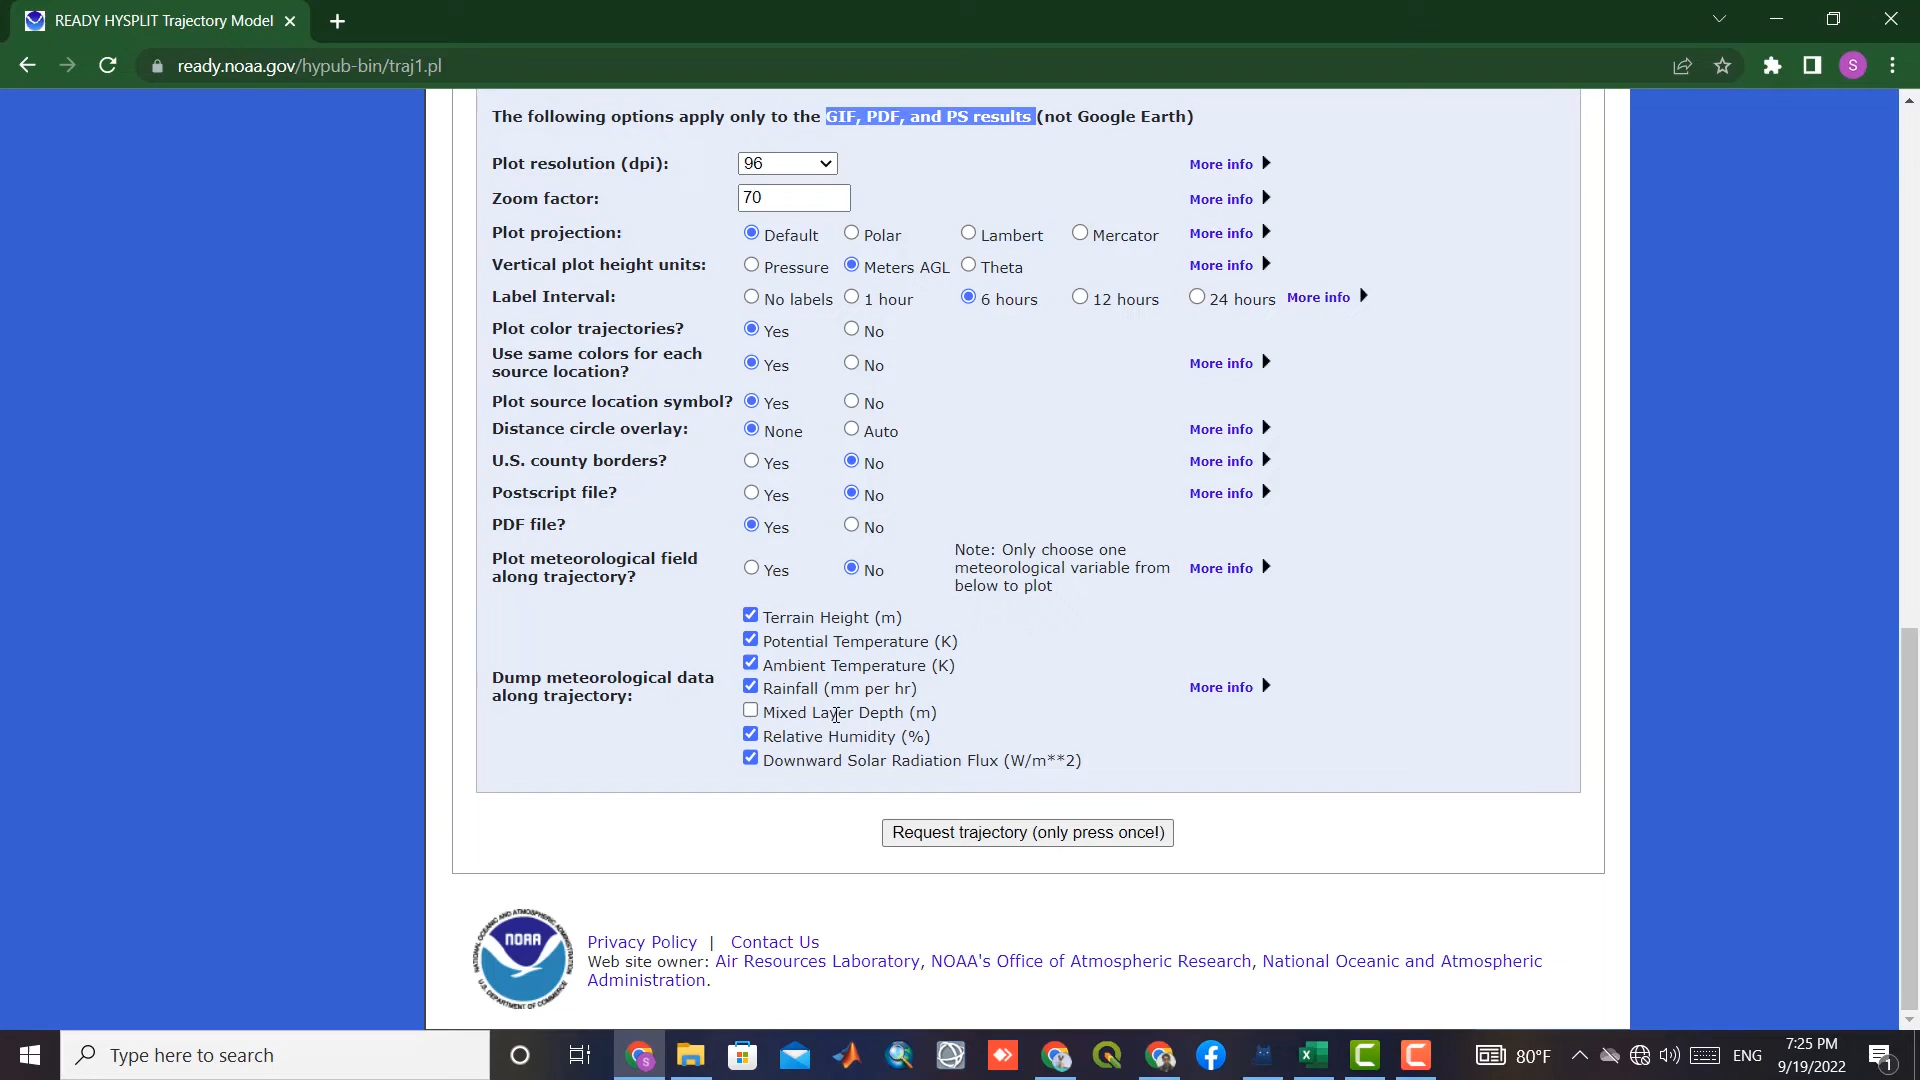 READY HYSPLIT Trajectory Model
ready.noaa.gov/hypub-bin/traj1.pl
S
The following options apply only to the GIF, PDF, and PS results (not Google Earth)
Plot resolution (dpi): 96 More info
Zoom factor: 70 More info
Plot projection: Default Polar Lambert Mercator More info
Vertical plot height units: Pressure Meters AGL Theta More info
Label Interval: No labels 1 hour 6 hours 12 hours 24 hours More info
Plot color trajectories? Yes No
Use same colors for each
source location? Yes No More info
Plot source location symbol? Yes No
Distance circle overlay: None Auto More info
U.S. county borders? Yes No More info
Postscript file? Yes No More info
PDF file? Yes No
Plot meteorological field
along trajectory? Yes No
Note: Only choose one
meteorological variable from
below to plot
More info
Dump meteorological data
along trajectory:
Terrain Height (m)
Potential Temperature (K)
Ambient Temperature (K)
Rainfall (mm per hr)
Mixed Layer Depth (m)
Relative Humidity (%)
Downward Solar Radiation Flux (W/m**2)
More info
Request trajectory (only press once!)
NOAA
NATIONAL OCEANIC AND ATMOSPHERIC ADMINISTRATION
U.S. DEPARTMENT OF COMMERCE
Privacy Policy | Contact Us
Web site owner: Air Resources Laboratory, NOAA's Office of Atmospheric Research, National Oceanic and Atmospheric
Administration.
Type here to search
80°F
ENG
7:25 PM
9/19/2022
1